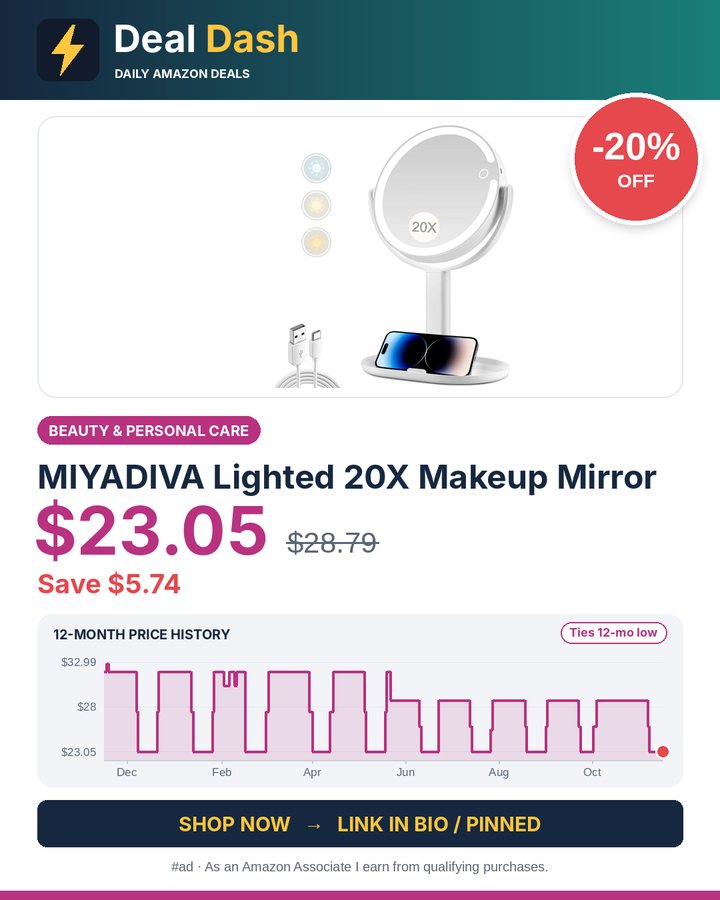 Deal Dash
DAILY AMAZON DEALS
-20%
OFF
20X
BEAUTY & PERSONAL CARE
MIYADIVA Lighted 20X Makeup Mirror
$23.05 $28.79
Save $5.74
12-MONTH PRICE HISTORY
Ties 12-mo low
$32.99
$28
$23.05
Dec Feb Apr Jun Aug Oct
SHOP NOW → LINK IN BIO / PINNED
#ad · As an Amazon Associate I earn from qualifying purchases.